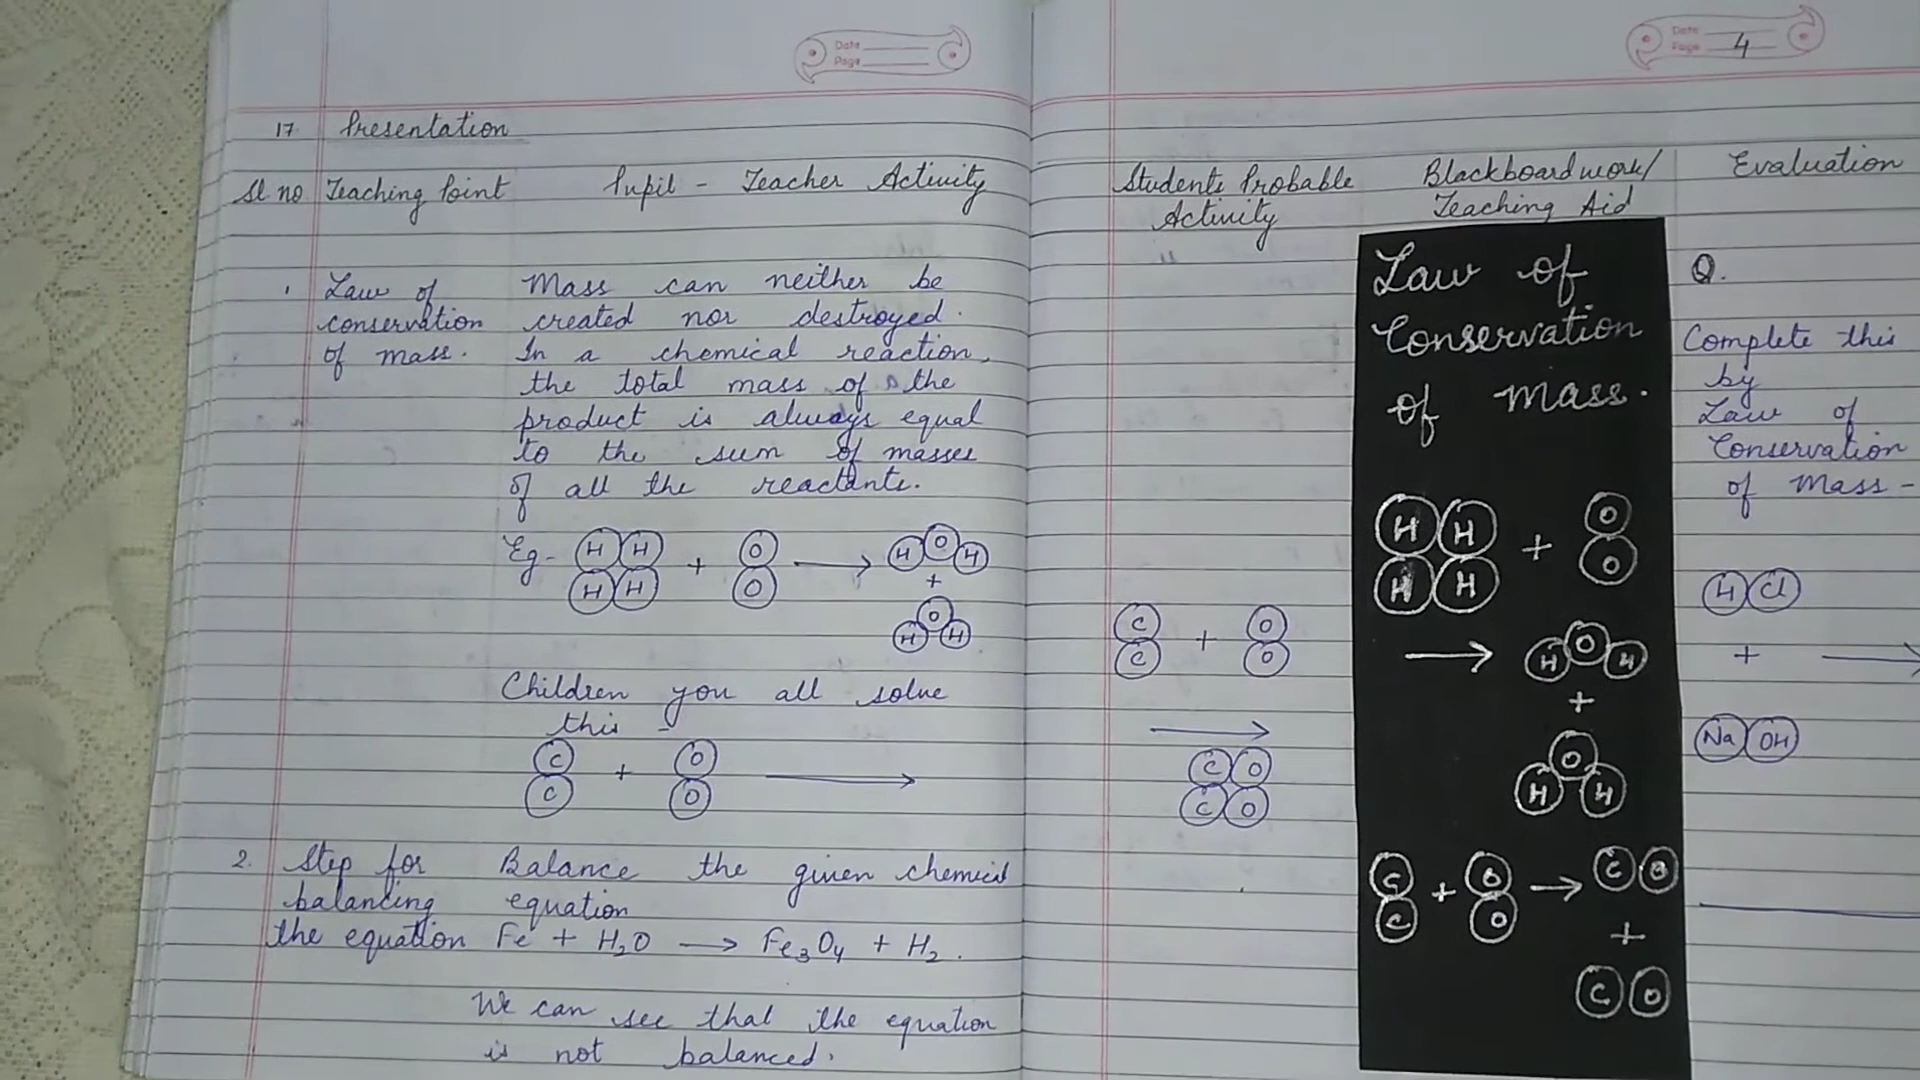 Date
Page
17 Presentation
Sl. no Teaching Point Pupil - Teacher Activity
1 Law of conservation of mass.
Mass can neither be
created nor destroyed.
In a chemical reaction,
the total mass of the
product is always equal
to the sum of masses
of all the reactants.
Eg- H H H H + O O → H O H
+
H O H
Children you all solve
this -
C C + O O →
2. Step for
balancing
the equation
Balance the given chemical
equation
Fe + H2O → Fe3O4 + H2.
We can see that the equation
is not balanced.
Date
Page 4
Students Probable
Activity
Blackboard work/
Teaching Aid
Evaluation
C C + O O
→
C O
C O
Law of
Conservation
of mass.
H H
H H + O O
→ H O H
+
H O H
C C + O O → C O
+
C O
Q.
Complete this
by
Law of
Conservation
of Mass -
H Cl
+ →
Na OH